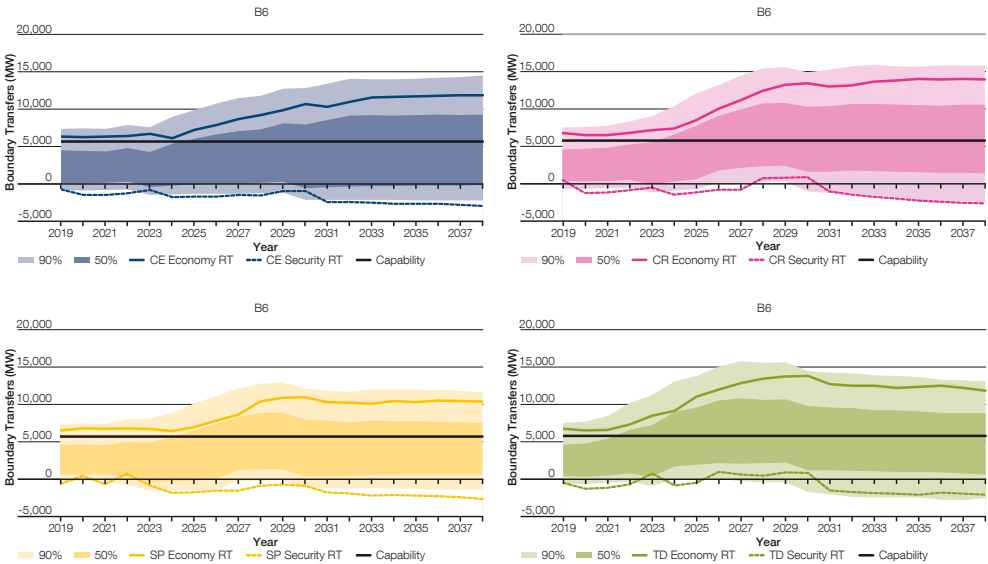 B6
Boundary Transfers (MW)
20,000
15,000
10,000
5,000
0
-5,000
2019 2021 2023 2025 2027 2029 2031 2033 2035 2037
Year
90% 50% CE Economy RT CE Security RT Capability
B6
Boundary Transfers (MW)
20,000
15,000
10,000
5,000
0
-5,000
2019 2021 2023 2025 2027 2029 2031 2033 2035 2037
Year
90% 50% CR Economy RT CR Security RT Capability
B6
Boundary Transfers (MW)
20,000
15,000
10,000
5,000
0
-5,000
2019 2021 2023 2025 2027 2029 2031 2033 2035 2037
Year
90% 50% SP Economy RT SP Security RT Capability
B6
Boundary Transfers (MW)
20,000
15,000
10,000
5,000
0
-5,000
2019 2021 2023 2025 2027 2029 2031 2033 2035 2037
Year
90% 50% TD Economy RT TD Security RT Capability